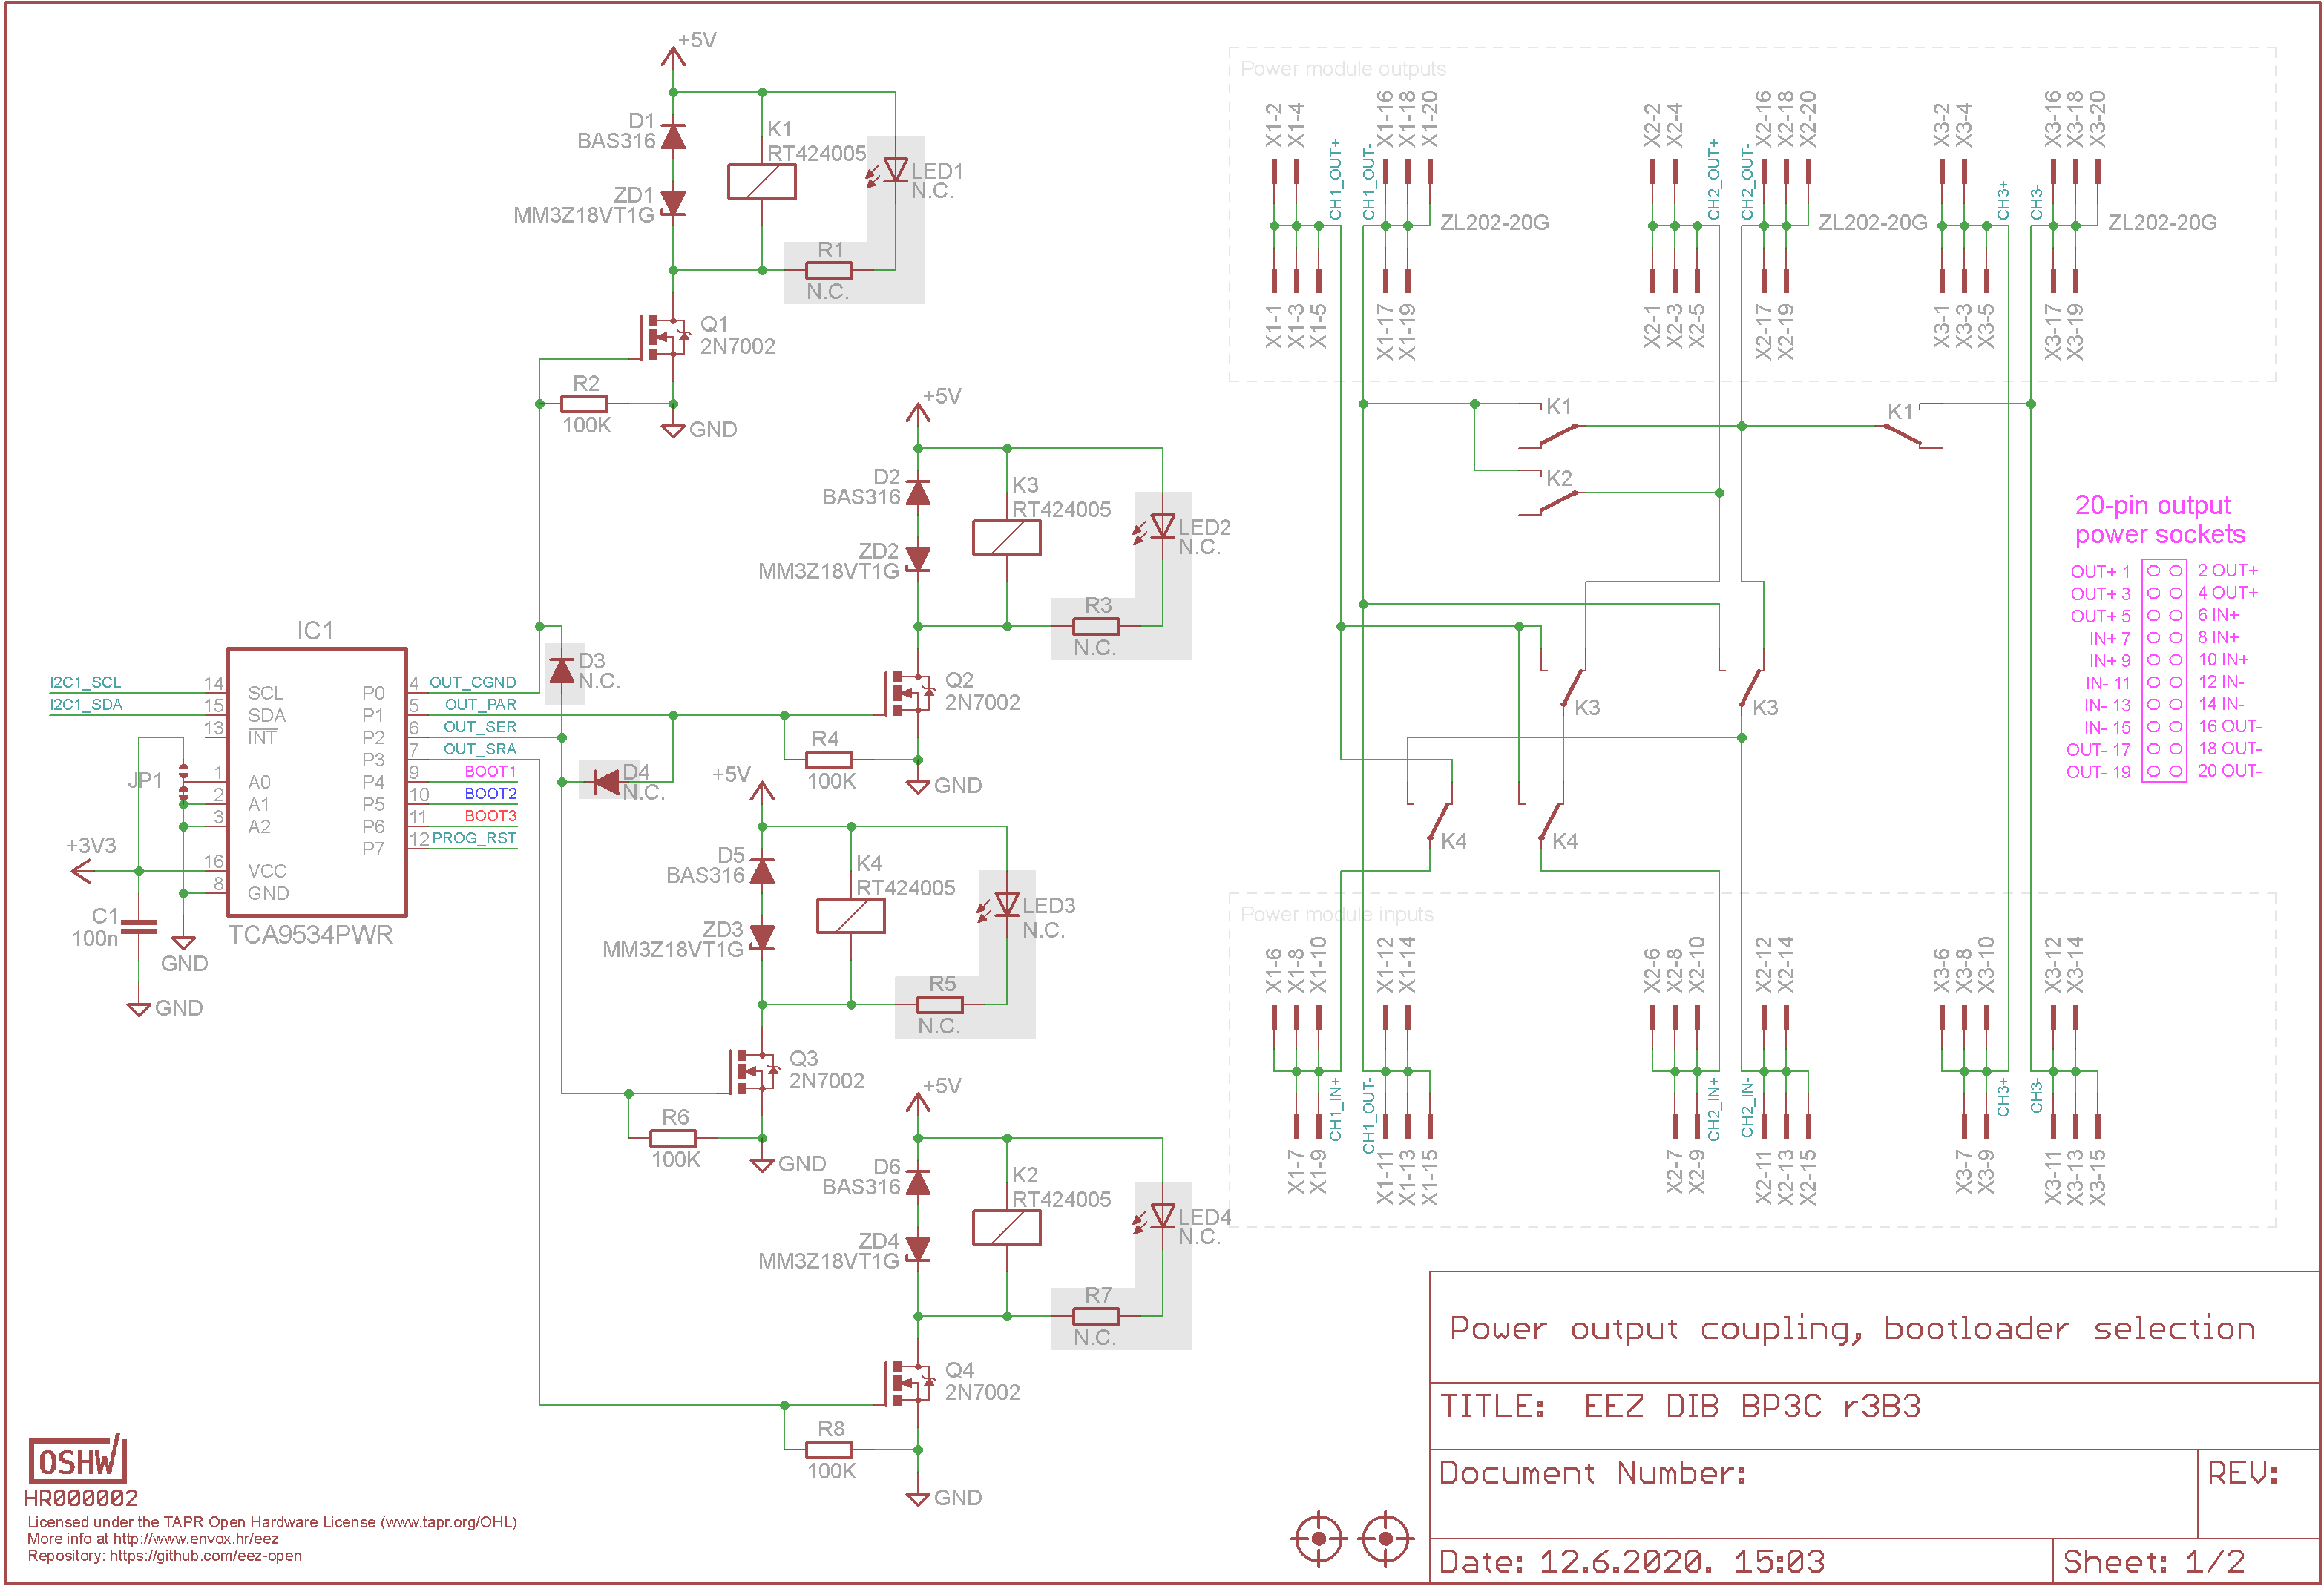 +5V
D1
BAS316
K1
RT424005
LED1
N.C.
ZD1
MM3Z18VT1G
R1
N.C.
Q1
2N7002
R2
100K
GND
+5V
D2
BAS316
K3
RT424005
LED2
N.C.
ZD2
MM3Z18VT1G
R3
N.C.
Q2
2N7002
R4
100K
GND
IC1
I2C1_SCL
I2C1_SDA
14 SCL
15 SDA
13 INT
1 A0
2 A1
3 A2
16 VCC
8 GND
P0 4 OUT_CGND
P1 5 OUT_PAR
P2 6 OUT_SER
P3 7 OUT_SRA
P4 9 BOOT1
P5 10 BOOT2
P6 11 BOOT3
P7 12 PROG_RST
TCA9534PWR
JP1
+3V3
C1
100n
GND
GND
D3
N.C.
D4
N.C.
+5V
D5
BAS316
K4
RT424005
LED3
N.C.
ZD3
MM3Z18VT1G
R5
N.C.
Q3
2N7002
R6
100K
GND
+5V
D6
BAS316
K2
RT424005
LED4
N.C.
ZD4
MM3Z18VT1G
R7
N.C.
Q4
2N7002
R8
100K
GND
Power module outputs
X1-2
X1-4
CH1_OUT+
CH1_OUT-
X1-16
X1-18
X1-20
ZL202-20G
X1-1
X1-3
X1-5
X1-17
X1-19
X2-2
X2-4
CH2_OUT+
CH2_OUT-
X2-16
X2-18
X2-20
ZL202-20G
X2-1
X2-3
X2-5
X2-17
X2-19
X3-2
X3-4
CH3+
CH3-
X3-16
X3-18
X3-20
ZL202-20G
X3-1
X3-3
X3-5
X3-17
X3-19
K1
K1
K2
K3
K3
K4
K4
20-pin output
power sockets
OUT+ 1 2 OUT+
OUT+ 3 4 OUT+
OUT+ 5 6 IN+
IN+ 7 8 IN+
IN+ 9 10 IN+
IN- 11 12 IN-
IN- 13 14 IN-
IN- 15 16 OUT-
OUT- 17 18 OUT-
OUT- 19 20 OUT-
Power module inputs
X1-6
X1-8
X1-10
X1-12
X1-14
CH1_IN+
CH1_OUT-
X1-7
X1-9
X1-11
X1-13
X1-15
X2-6
X2-8
X2-10
X2-12
X2-14
CH2_IN+
CH2_IN-
X2-7
X2-9
X2-11
X2-13
X2-15
X3-6
X3-8
X3-10
X3-12
X3-14
CH3+
CH3-
X3-7
X3-9
X3-11
X3-13
X3-15
OSHW
HR000002
Licensed under the TAPR Open Hardware License (www.tapr.org/OHL)
More info at http://www.envox.hr/eez
Repository: https://github.com/eez-open
Power output coupling, bootloader selection
TITLE: EEZ DIB BP3C r3B3
Document Number:
REV:
Date: 12.6.2020. 15:03
Sheet: 1/2